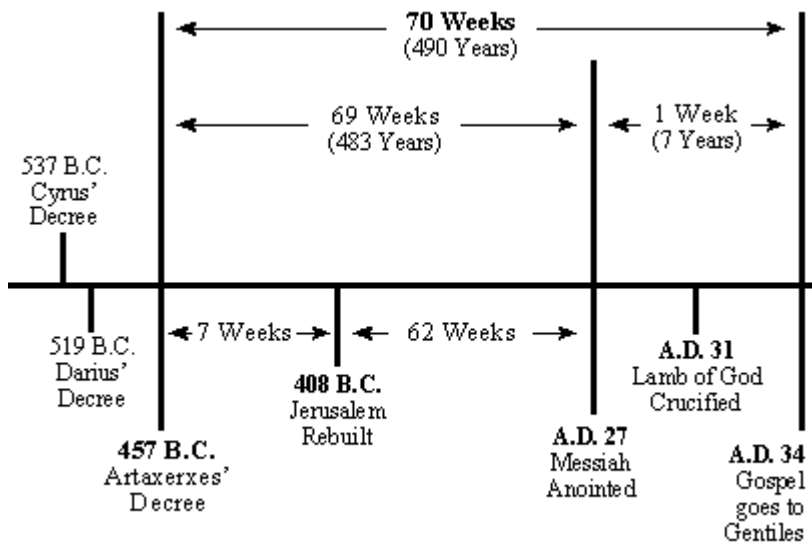 70 Weeks
(490 Years)
69 Weeks
(483 Years)
1 Week
(7 Years)
537 B.C.
Cyrus’
Decree
7 Weeks
62 Weeks
519 B.C.
Darius’
Decree
457 B.C.
Artaxerxes’
Decree
408 B.C.
Jerusalem
Rebuilt
A.D. 27
Messiah
Anointed
A.D. 31
Lamb of God
Crucified
A.D. 34
Gospel
goes to
Gentiles